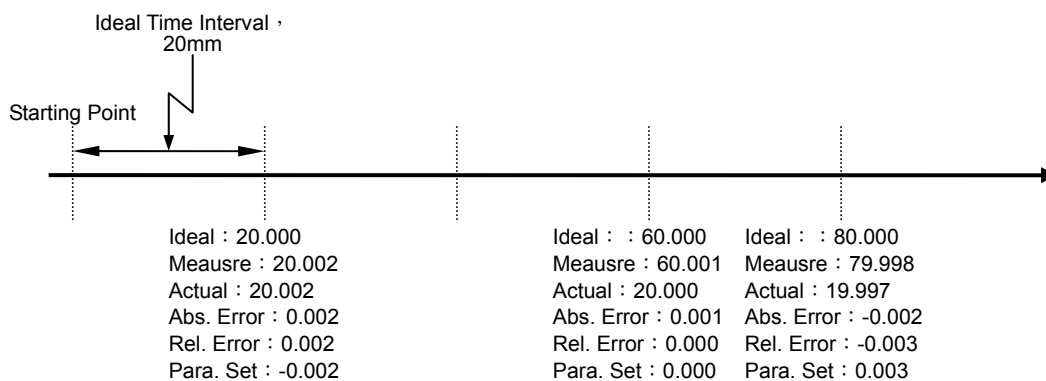 Ideal Time Interval，
20mm
Starting Point
Ideal：20.000
Meausre：20.002
Actual：20.002
Abs. Error：0.002
Rel. Error：0.002
Para. Set：-0.002
Ideal：：60.000
Meausre：60.001
Actual：20.000
Abs. Error：0.001
Rel. Error：0.000
Para. Set：0.000
Ideal：：80.000
Meausre：79.998
Actual：19.997
Abs. Error：-0.002
Rel. Error：-0.003
Para. Set：0.003